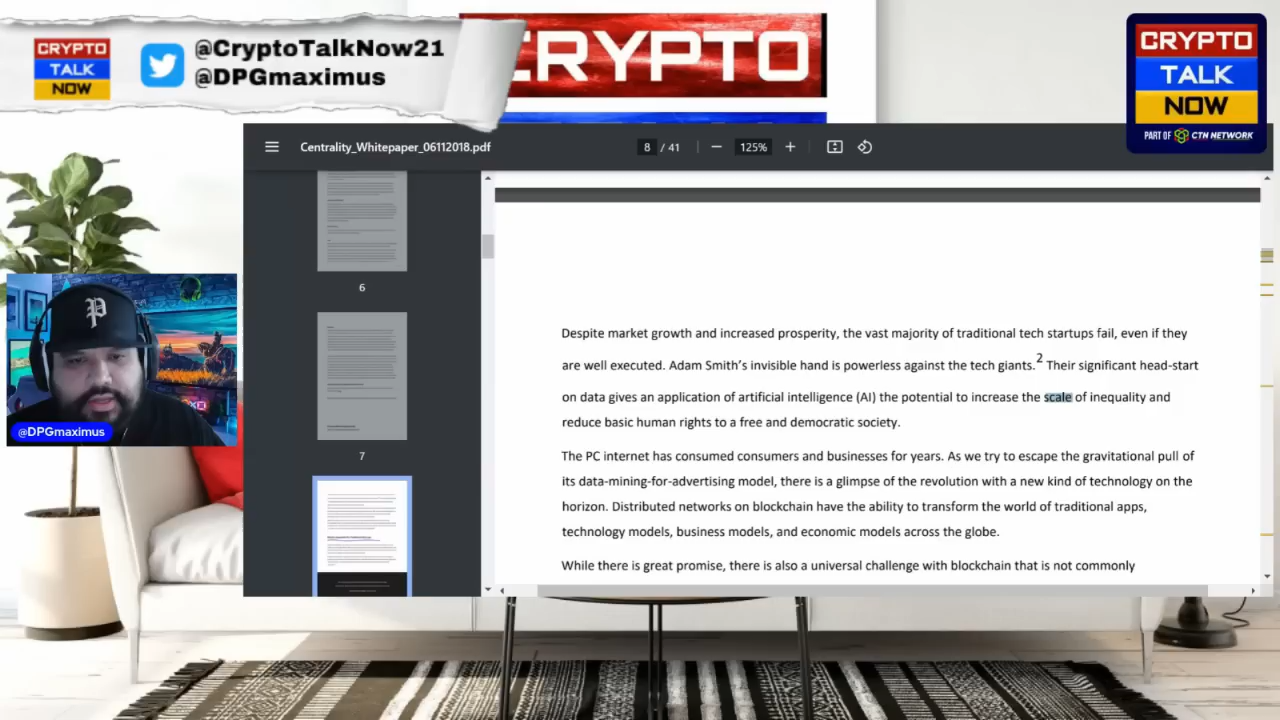 CRYPTO
TALK
NOW
@CryptoTalkNow21
@DPGmaximus
CRYPTO
CRYPTO
TALK
NOW
PART OF CTN NETWORK
Centrality_Whitepaper_06112018.pdf
8 / 41
125%
6
7
P
@DPGmaximus
Despite market growth and increased prosperity, the vast majority of traditional tech startups fail, even if they
are well executed. Adam Smith's invisible hand is powerless against the tech giants.2 Their significant head-start
on data gives an application of artificial intelligence (AI) the potential to increase the scale of inequality and
reduce basic human rights to a free and democratic society.
The PC internet has consumed consumers and businesses for years. As we try to escape the gravitational pull of
its data-mining-for-advertising model, there is a glimpse of the revolution with a new kind of technology on the
horizon. Distributed networks on blockchain have the ability to transform the world of traditional apps,
technology models, business models, and economic models across the globe.
While there is great promise, there is also a universal challenge with blockchain that is not commonly